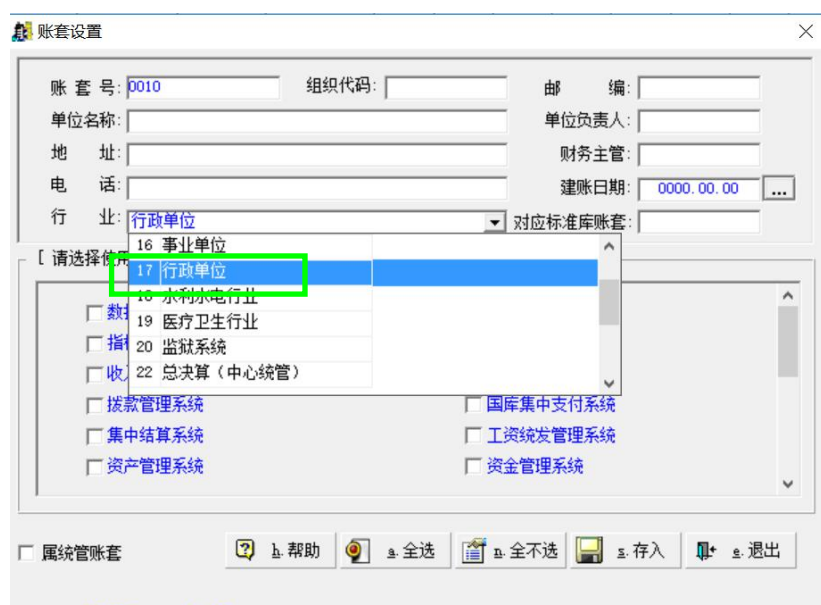 账套设置
账 套 号: 0010 组织代码: 邮 编:
单位名称: 单位负责人:
地 址: 财务主管:
电 话: 建账日期: 0000.00.00 ...
行 业: 行政单位 对应标准库账套:
16 事业单位
[ 请选择使用
17 行政单位
18 水利水电行业
数据
19 医疗卫生行业
指标
20 监狱系统
收入
22 总决算（中心统管）
拨款管理系统 国库集中支付系统
集中结算系统 工资统发管理系统
资产管理系统 资金管理系统
属统管账套 h.帮助 a.全选 n.全不选 s.存入 e.退出